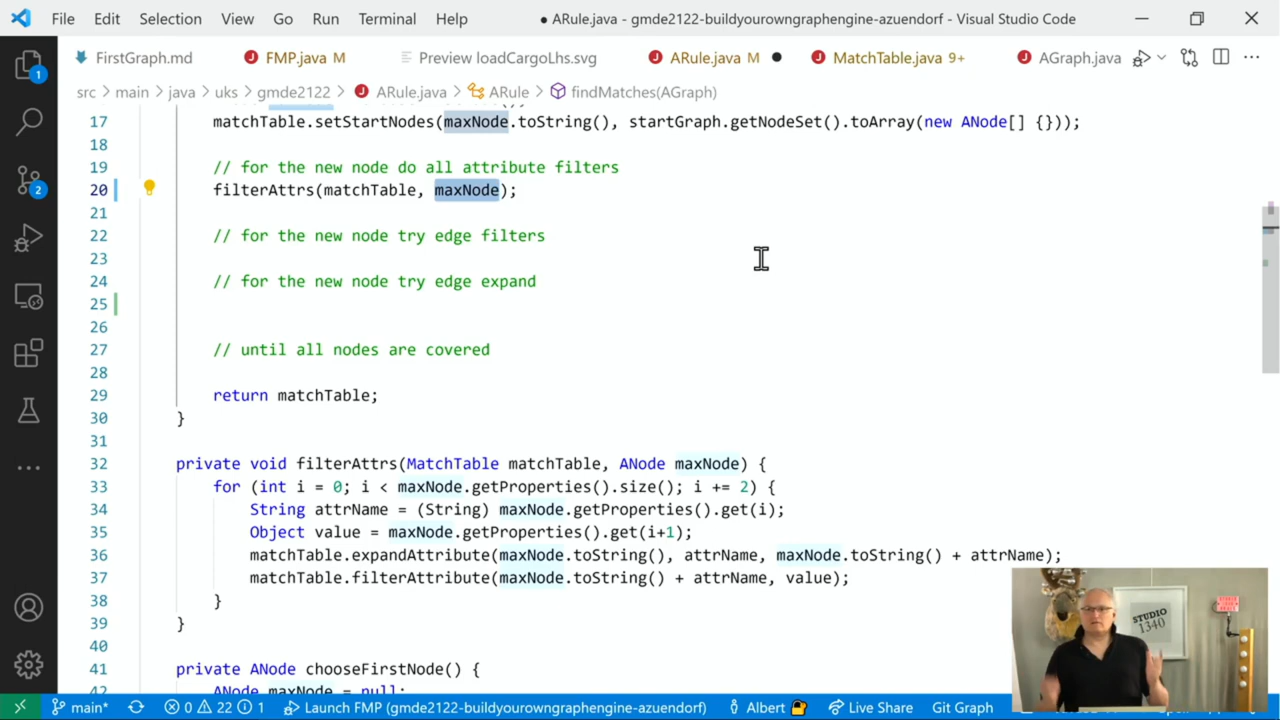 File Edit Selection View Go Run Terminal Help ● ARule.java - gmde2122-buildyourowngraphengine-azuendorf - Visual Studio Code
FirstGraph.md J FMP.java M Preview loadCargoLhs.svg J ARule.java M ● J MatchTable.java 9+ J AGraph.java
src > main > java > uks > gmde2122 > J ARule.java > ARule > findMatches(AGraph)
17 matchTable.setStartNodes(maxNode.toString(), startGraph.getNodeSet().toArray(new ANode[] {}));
18
19 // for the new node do all attribute filters
20 filterAttrs(matchTable, maxNode);
21
22 // for the new node try edge filters
23
24 // for the new node try edge expand
25
26
27 // until all nodes are covered
28
29 return matchTable;
30 }
31
32 private void filterAttrs(MatchTable matchTable, ANode maxNode) {
33 for (int i = 0; i < maxNode.getProperties().size(); i += 2) {
34 String attrName = (String) maxNode.getProperties().get(i);
35 Object value = maxNode.getProperties().get(i+1);
36 matchTable.expandAttribute(maxNode.toString(), attrName, maxNode.toString() + attrName);
37 matchTable.filterAttribute(maxNode.toString() + attrName, value);
38 }
39 }
40
41 private ANode chooseFirstNode() {
42 ANode maxNode = null;
1
2
STUDIO
1340
main* 0 22 1 Launch FMP (gmde2122-buildyourowngraphengine-azuendorf) Albert Live Share Git Graph